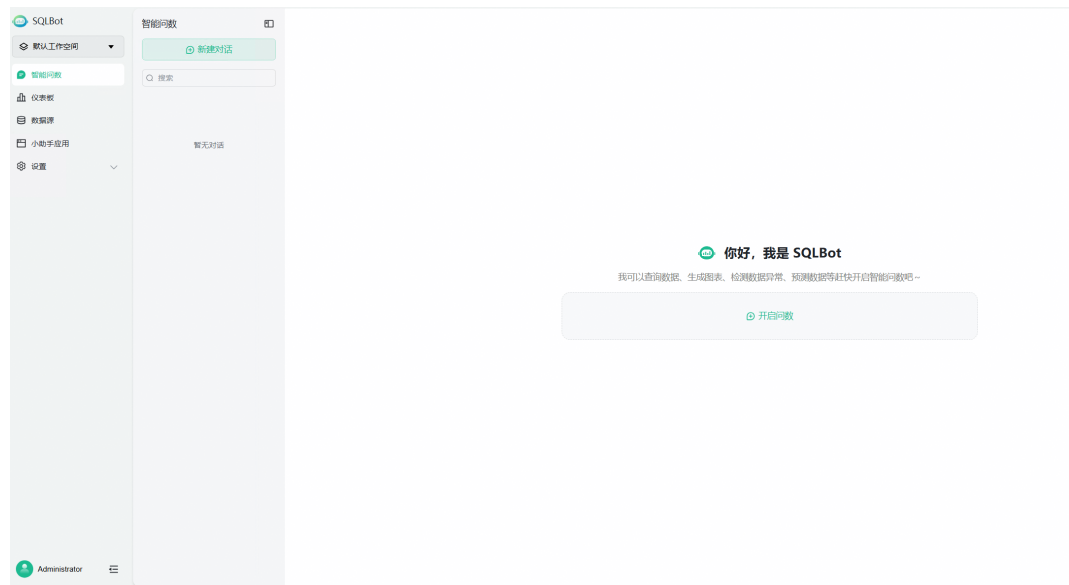 SQLBot
默认工作空间
智能问数
仪表板
数据源
小助手应用
设置
Administrator
智能问数
新建对话
搜索
暂无对话
你好，我是 SQLBot
我可以查询数据、生成图表、检测数据异常、预测数据等赶快开启智能问数吧～
开启问数